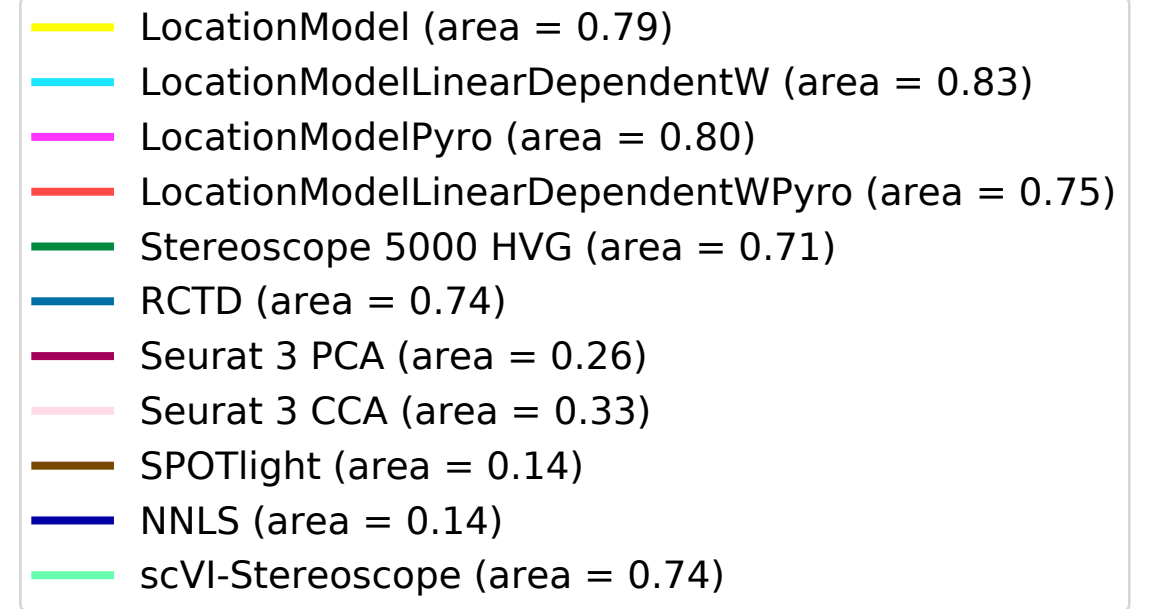 LocationModel (area = 0.79)
LocationModelLinearDependentW (area = 0.83)
LocationModelPyro (area = 0.80)
LocationModelLinearDependentWPyro (area = 0.75)
Stereoscope 5000 HVG (area = 0.71)
RCTD (area = 0.74)
Seurat 3 PCA (area = 0.26)
Seurat 3 CCA (area = 0.33)
SPOTlight (area = 0.14)
NNLS (area = 0.14)
scVI-Stereoscope (area = 0.74)